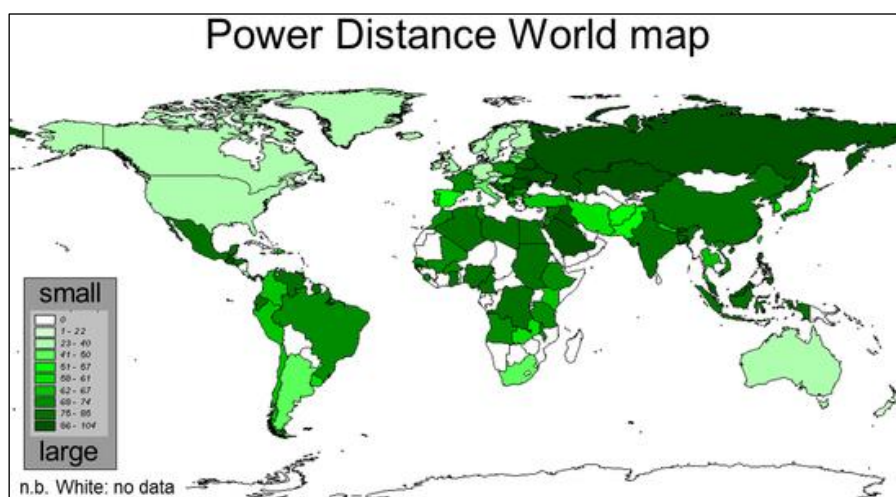 Power Distance World map
small
0
1 - 22
23 - 40
41 - 50
51 - 57
58 - 61
62 - 67
68 - 74
75 - 85
86 - 104
large
n.b. White: no data